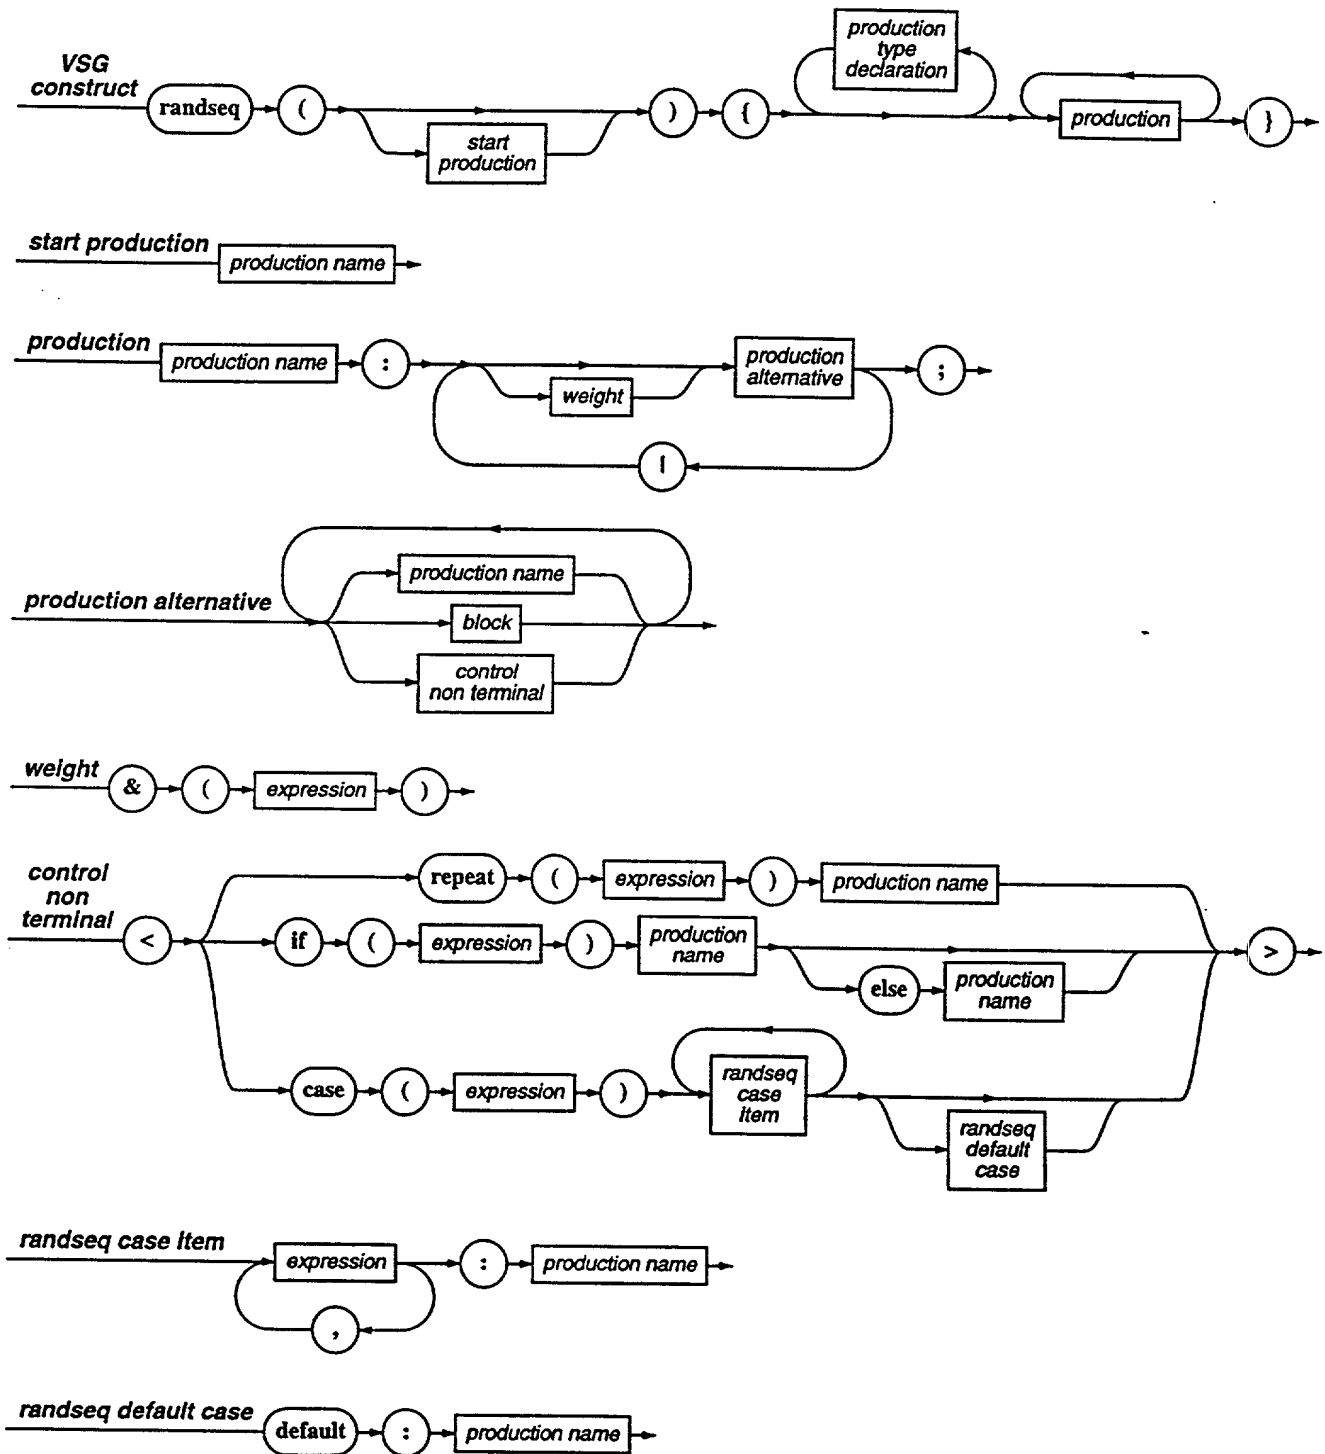 VSG
construct
randseq ( ) { }
start
production
production
type
declaration
production
start production
production name
production
production name : ;
weight
production
alternative
|
production alternative
production name
block
control
non terminal
weight
& ( expression )
control
non
terminal
< >
repeat ( expression ) production name
if ( expression )
production
name
else
production
name
case ( expression )
randseq
case
item
randseq
default
case
randseq case item
expression : production name
,
randseq default case
default : production name